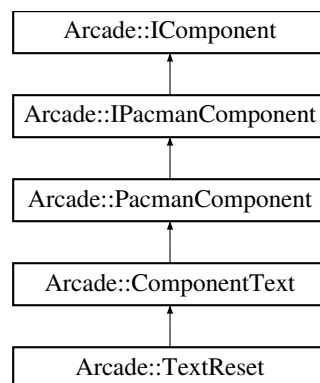 Arcade::IComponent
Arcade::IPacmanComponent
Arcade::PacmanComponent
Arcade::ComponentText
Arcade::TextReset